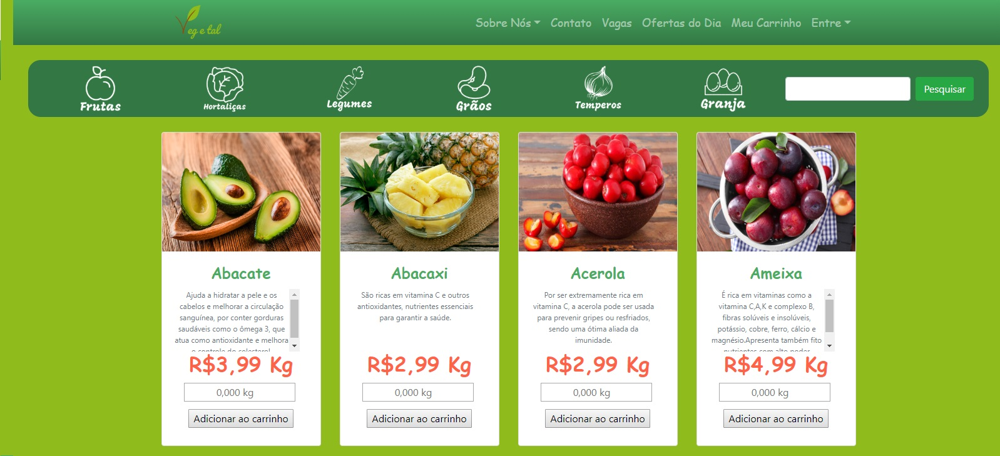 Vegetal
Sobre Nós Contato Vagas Ofertas do Dia Meu Carrinho Entre
Frutas
Hortaliças
Legumes
Grãos
Temperos
Granja
Pesquisar
Abacate
Ajuda a hidratar a pele e os
cabelos e melhorar a circulação
sanguínea, por conter gorduras
saudáveis como o ômega 3, que
atua como antioxidante e melhora
o controle do colesterol
R$3,99 Kg
0,000 kg
Adicionar ao carrinho
Abacaxi
São ricas em vitamina C e outros
antioxidantes, nutrientes essenciais
para garantir a saúde.
R$2,99 Kg
0,000 kg
Adicionar ao carrinho
Acerola
Por ser extremamente rica em
vitamina C, a acerola pode ser usada
para prevenir gripes ou resfriados,
sendo uma ótima aliada da
imunidade.
R$2,99 Kg
0,000 kg
Adicionar ao carrinho
Ameixa
É rica em vitaminas como a
vitamina C,A,K e complexo B,
fibras solúveis e insolúveis,
potássio, cobre, ferro, cálcio e
magnésio.Apresenta também fito
nutrientes com alto poder
R$4,99 Kg
0,000 kg
Adicionar ao carrinho